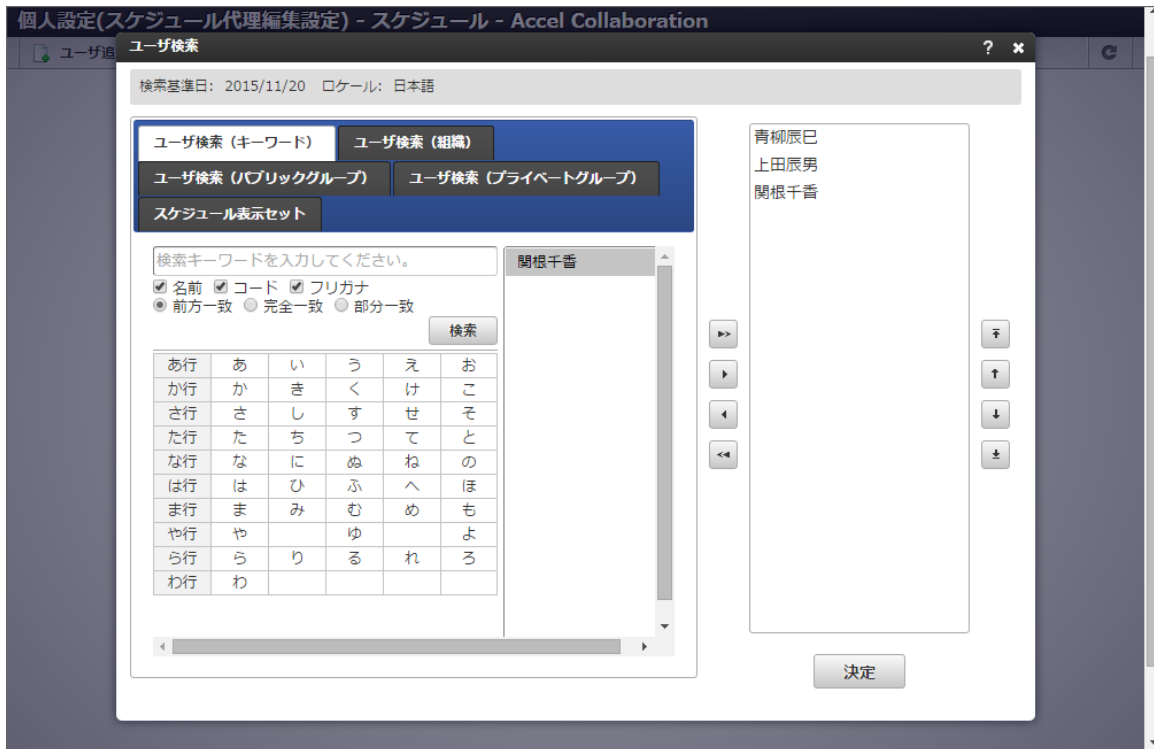 個人設定(スケジュール代理編集設定) - スケジュール - Accel Collaboration
ユーザ追
ユーザ検索
?
検索基準日: 2015/11/20 ロケール: 日本語
ユーザ検索 (キーワード) ユーザ検索 (組織)
ユーザ検索 (パブリックグループ) ユーザ検索 (プライベートグループ)
スケジュール表示セット
検索キーワードを入力してください。
名前 コード フリガナ
前方一致 完全一致 部分一致
検索
あ行 あ い う え お
か行 か き く け こ
さ行 さ し す せ そ
た行 た ち つ て と
な行 な に ぬ ね の
は行 は ひ ふ へ ほ
ま行 ま み む め も
や行 や ゆ よ
ら行 ら り る れ ろ
わ行 わ
関根千香
青柳辰巳
上田辰男
関根千香
決定